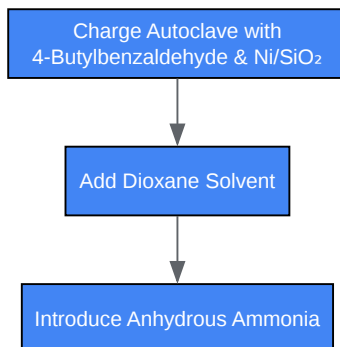 Charge Autoclave with
4-Butylbenzaldehyde & Ni/SiO₂
Add Dioxane Solvent
Introduce Anhydrous Ammonia